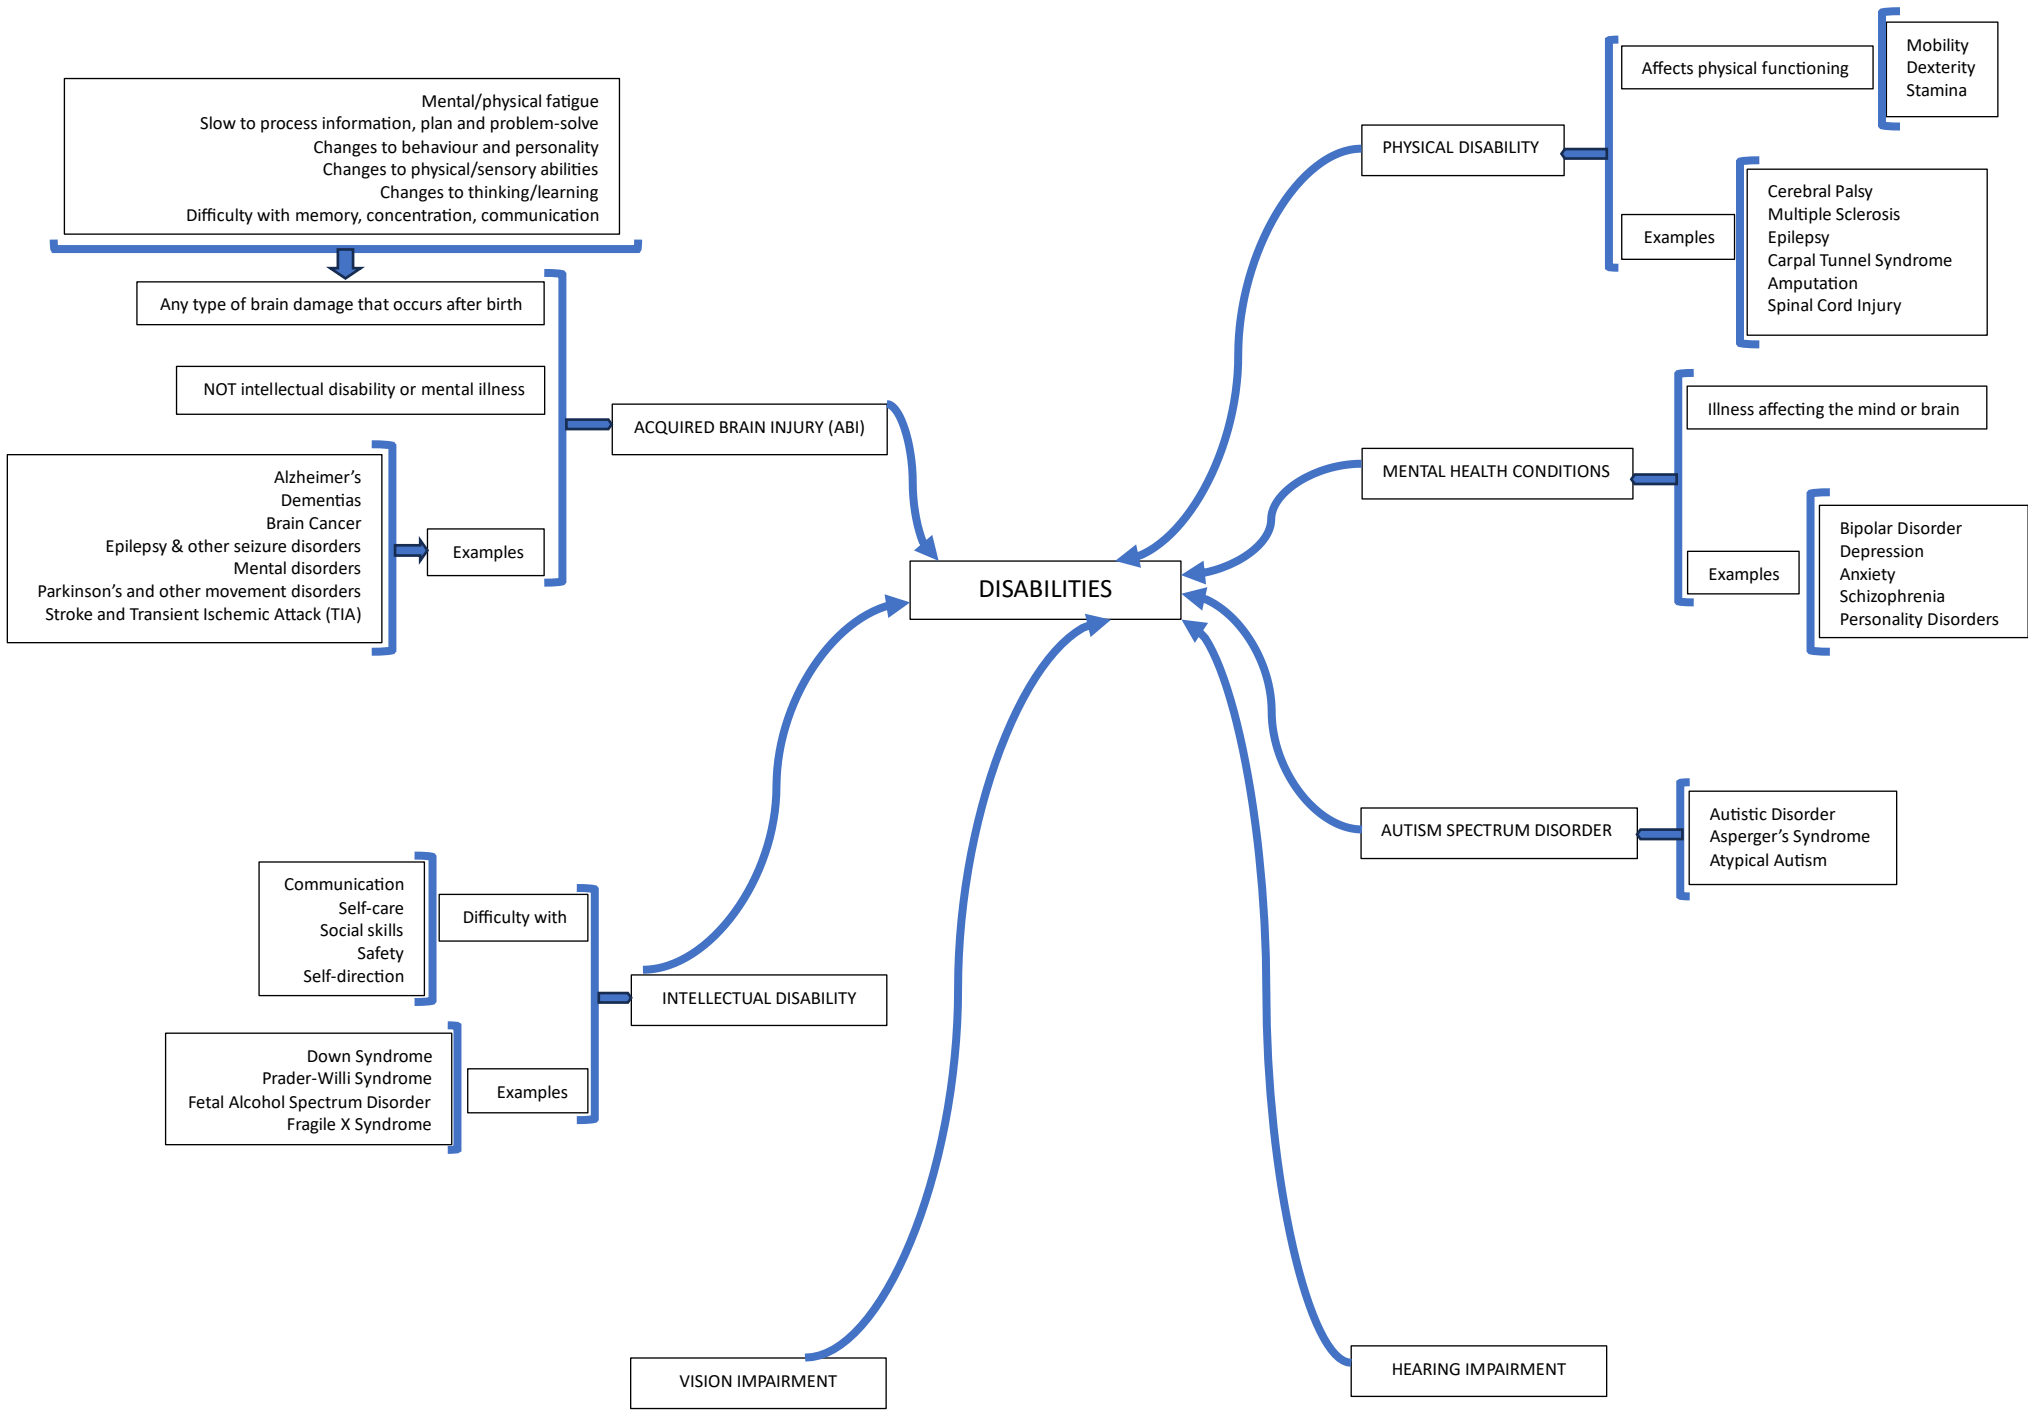 Mental/physical fatigue
Slow to process information, plan and problem-solve
Changes to behaviour and personality
Changes to physical/sensory abilities
Changes to thinking/learning
Difficulty with memory, concentration, communication
Any type of brain damage that occurs after birth
NOT intellectual disability or mental illness
ACQUIRED BRAIN INJURY (ABI)
Alzheimer’s
Dementias
Brain Cancer
Epilepsy & other seizure disorders
Mental disorders
Parkinson’s and other movement disorders
Stroke and Transient Ischemic Attack (TIA)
Examples
DISABILITIES
Communication
Self-care
Social skills
Safety
Self-direction
Difficulty with
INTELLECTUAL DISABILITY
Down Syndrome
Prader-Willi Syndrome
Fetal Alcohol Spectrum Disorder
Fragile X Syndrome
Examples
VISION IMPAIRMENT
PHYSICAL DISABILITY
Affects physical functioning
Mobility
Dexterity
Stamina
Examples
Cerebral Palsy
Multiple Sclerosis
Epilepsy
Carpal Tunnel Syndrome
Amputation
Spinal Cord Injury
MENTAL HEALTH CONDITIONS
Illness affecting the mind or brain
Examples
Bipolar Disorder
Depression
Anxiety
Schizophrenia
Personality Disorders
AUTISM SPECTRUM DISORDER
Autistic Disorder
Asperger’s Syndrome
Atypical Autism
HEARING IMPAIRMENT